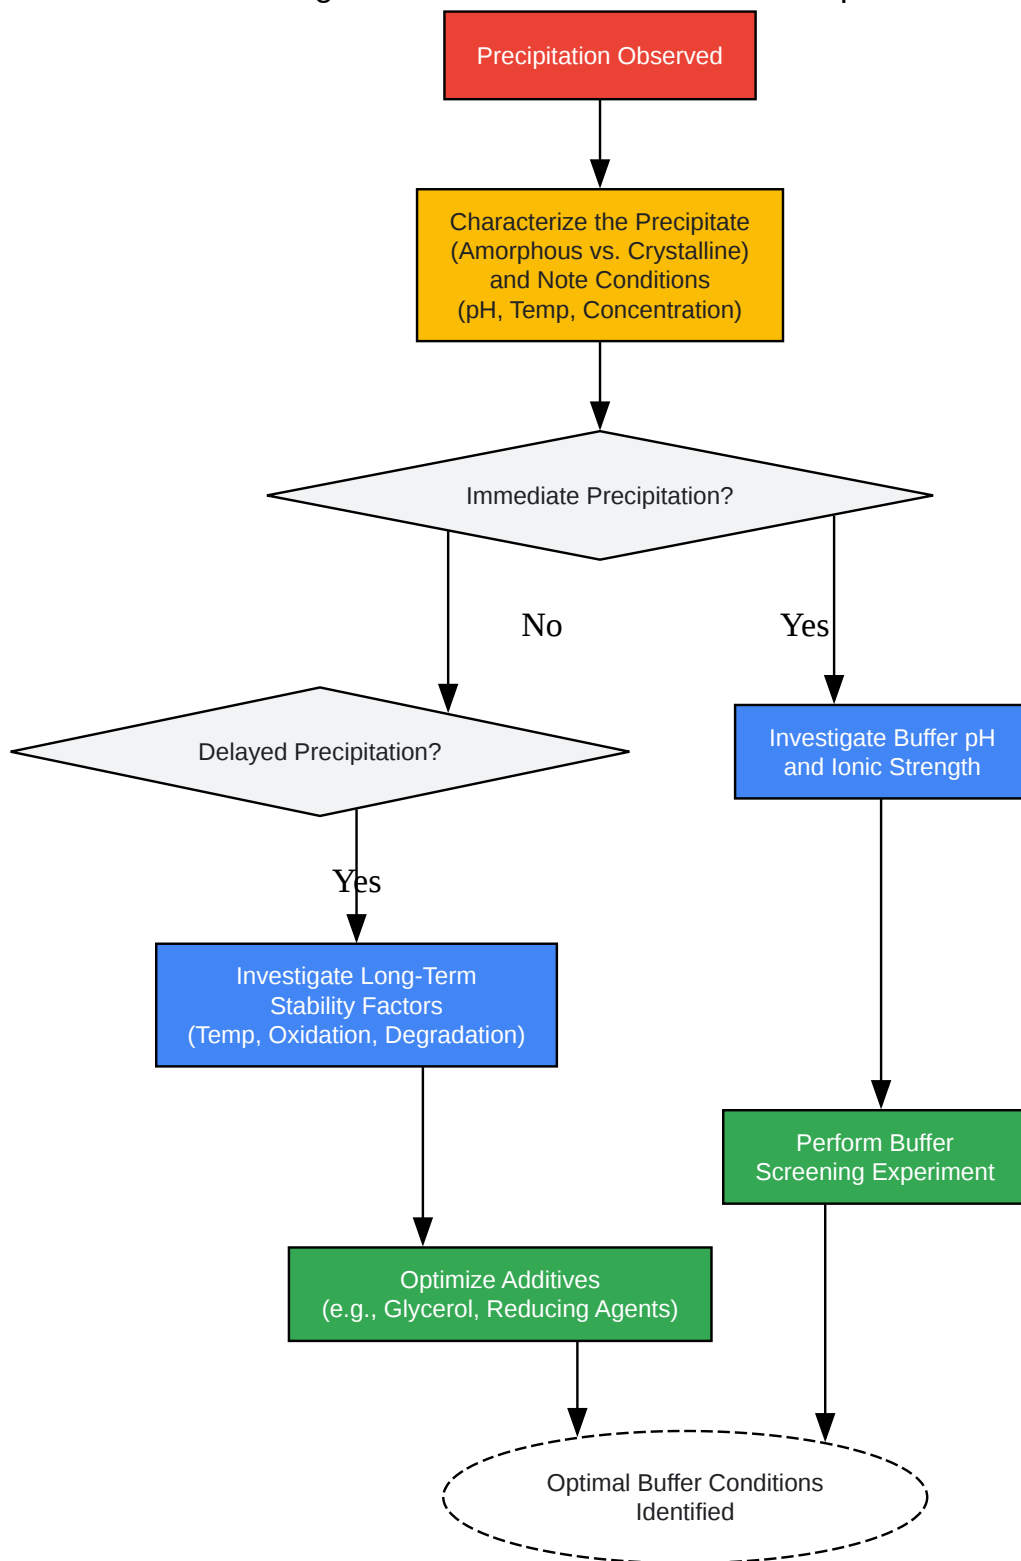 Precipitation Observed
Characterize the Precipitate
(Amorphous vs. Crystalline)
and Note Conditions
(pH, Temp, Concentration)
Immediate Precipitation?
No
Yes
Delayed Precipitation?
Investigate Buffer pH
and Ionic Strength
Yes
Investigate Long-Term
Stability Factors
(Temp, Oxidation, Degradation)
Perform Buffer
Screening Experiment
Optimize Additives
(e.g., Glycerol, Reducing Agents)
Optimal Buffer Conditions
Identified